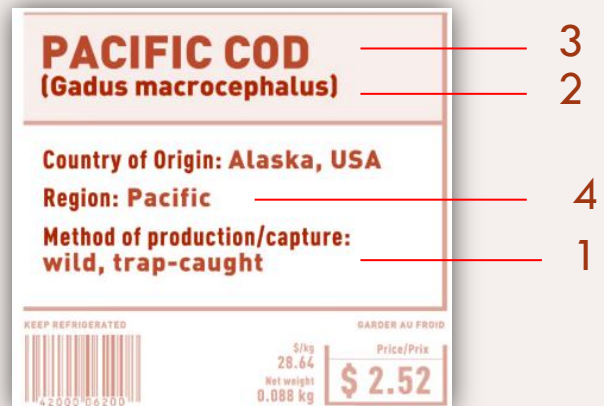 PACIFIC COD
3
(Gadus macrocephalus)
2
Country of Origin: Alaska, USA
Region: Pacific
4
Method of production/capture:
wild, trap-caught
1
KEEP REFRIGERATED
GARDER AU FROID
$/kg
28.64
Net weight
0.088 kg
Price/Prix
$ 2.52
42000 06200